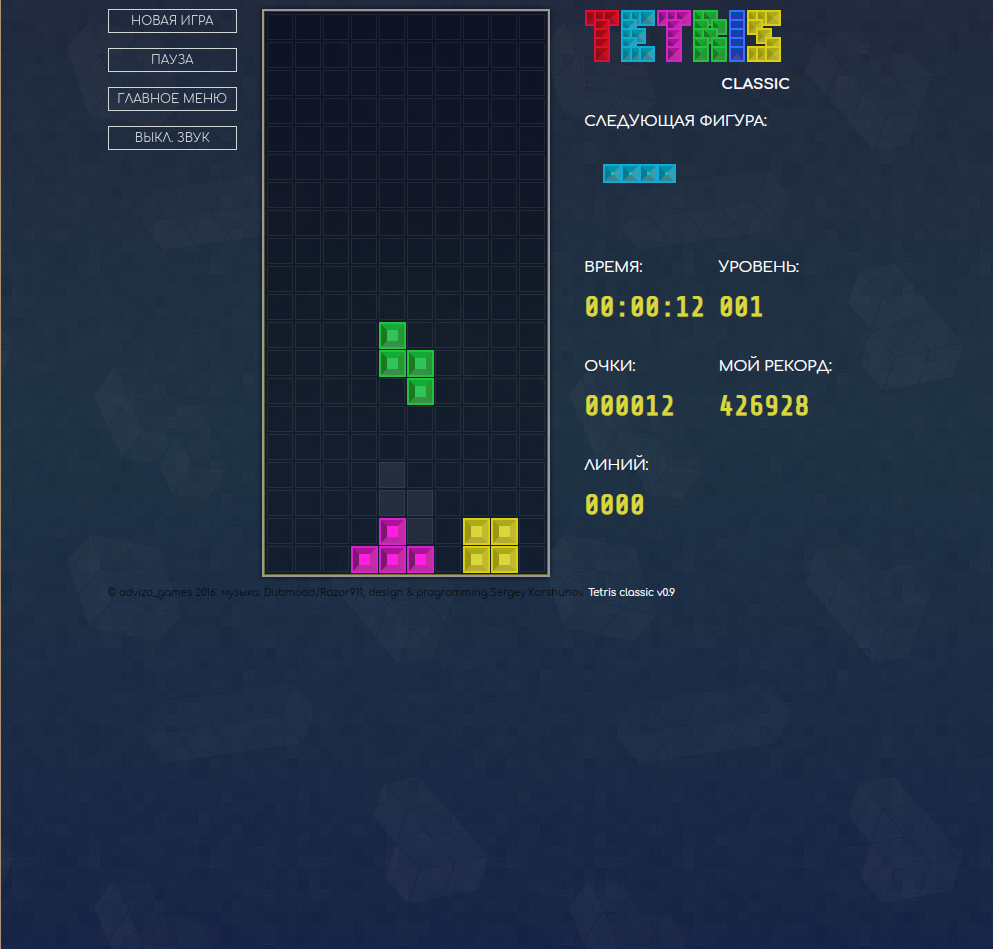 НОВАЯ ИГРА
ПАУЗА
ГЛАВНОЕ МЕНЮ
ВЫКЛ. ЗВУК
TETRIS
CLASSIC
СЛЕДУЮЩАЯ ФИГУРА:
ВРЕМЯ: УРОВЕНЬ:
00:00:12 001
ОЧКИ: МОЙ РЕКОРД:
000012 426928
ЛИНИЙ:
0000
© advizo_games 2016, музыка: Dubmood/Razor911, design & programming Sergey Korshunov Tetris classic v0.9